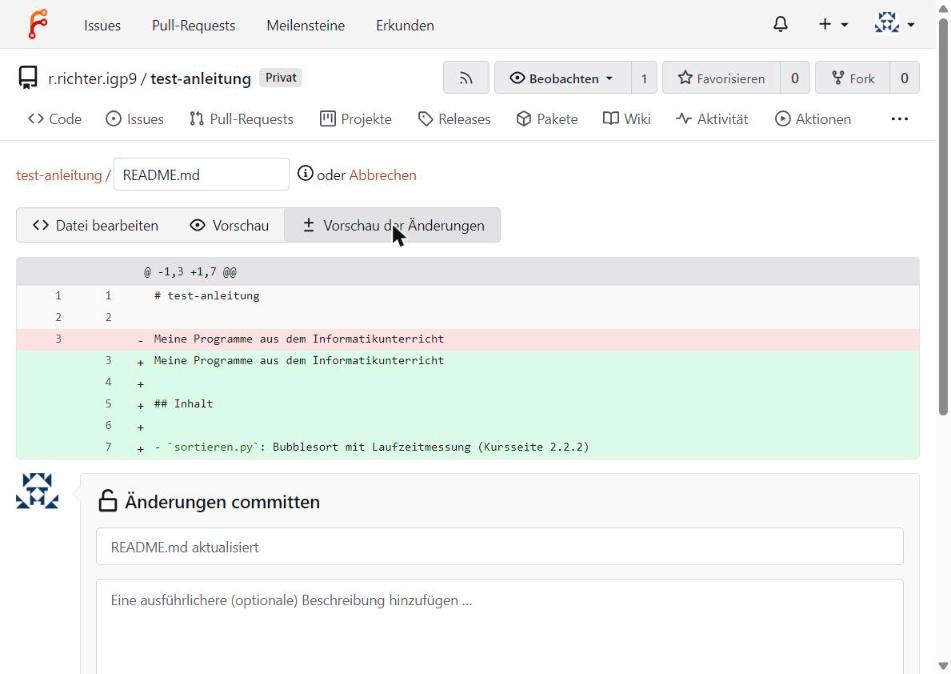 Issues Pull-Requests Meilensteine Erkunden
r.richter.igp9 / test-anleitung Privat Beobachten 1 Favorisieren 0 Fork 0
Code Issues Pull-Requests Projekte Releases Pakete Wiki Aktivität Aktionen ...
test-anleitung / README.md oder Abbrechen
Datei bearbeiten Vorschau ± Vorschau der Änderungen
@ -1,3 +1,7 @@
1 1 # test-anleitung
2 2
3 - Meine Programme aus dem Informatikunterricht
3 + Meine Programme aus dem Informatikunterricht
4 +
5 + ## Inhalt
6 +
7 + - `sortieren.py`: Bubblesort mit Laufzeitmessung (Kursseite 2.2.2)
Änderungen committen
README.md aktualisiert
Eine ausführlichere (optionale) Beschreibung hinzufügen ...